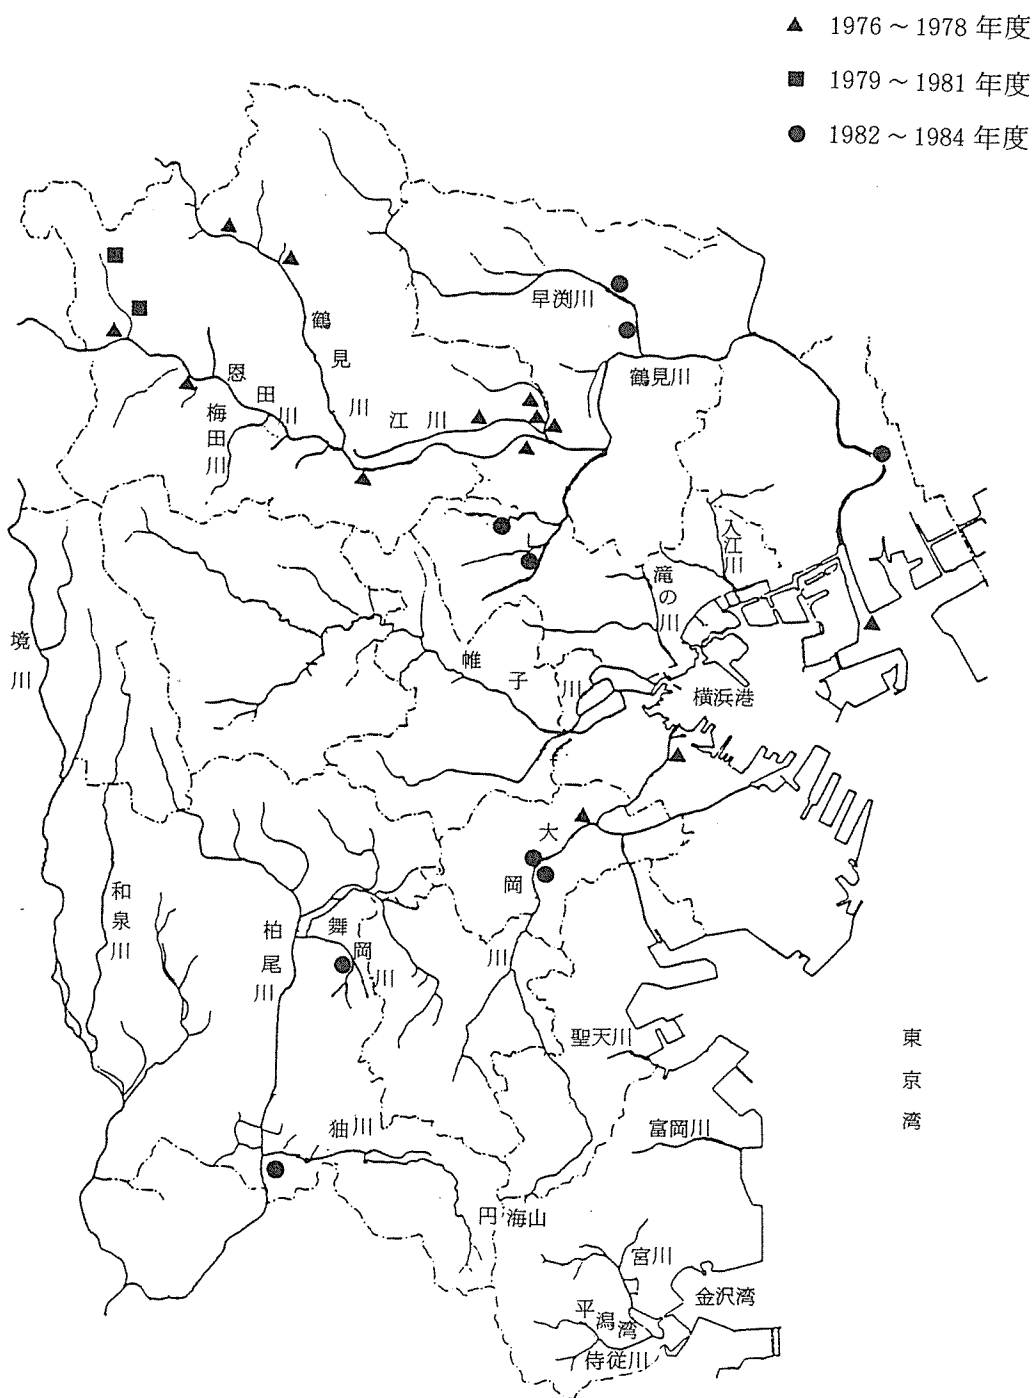 ▲ 1976～1978 年度
■ 1979～1981 年度
● 1982～1984 年度
早渕川
鶴見川
鶴見川
恩田川
梅田川
江川
入江川
滝の川
境川
帷子川
横浜港
大岡川
和泉川
柏尾川
舞岡川
聖天川
東京湾
狙川
富岡川
円海山
宮川
金沢湾
平潟湾
侍従川